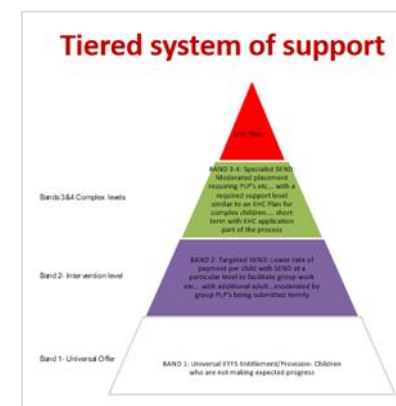 Tiered system of support
EHC Plan
BAND 3-4: Specialist SEND:
Moderated placement
requiring PLP's etc... with a
required support level
similar to an EHC Plan for
complex children.... short
term with EHC application
part of the process
Bands 3&4 Complex levels
BAND 2: Targeted SEND: Lower rate of
payment per child with SEND at a
particular level to facilitate group work
etc... with additional adult...moderated by
group PLP's being submitted termly
Band 2- Intervention level
BAND 1: Universal EYFS Entitlement/Provision- Children
who are not making expected progress
Band 1- Universal Offer